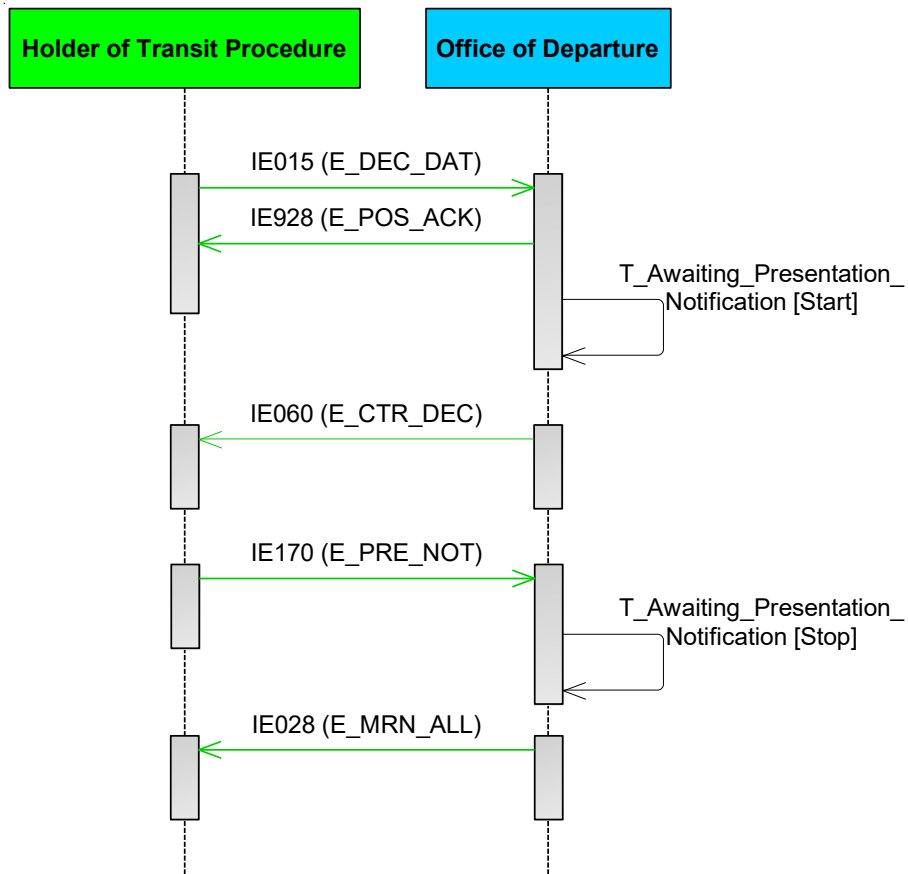 Holder of Transit Procedure
Office of Departure
IE015 (E_DEC_DAT)
IE928 (E_POS_ACK)
T_Awaiting_Presentation_
Notification [Start]
IE060 (E_CTR_DEC)
IE170 (E_PRE_NOT)
T_Awaiting_Presentation_
Notification [Stop]
IE028 (E_MRN_ALL)